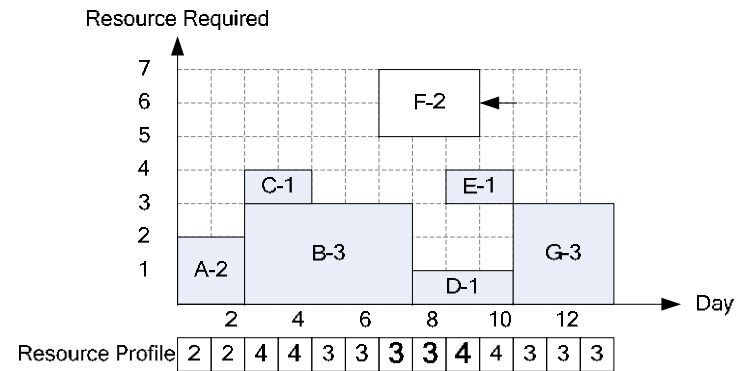 Resource Required
7
6
5
4
3
2
1
F-2
C-1
E-1
A-2
B-3
G-3
D-1
2 4 6 8 10 12
Day
Resource Profile 2 2 4 4 3 3 3 3 4 4 3 3 3